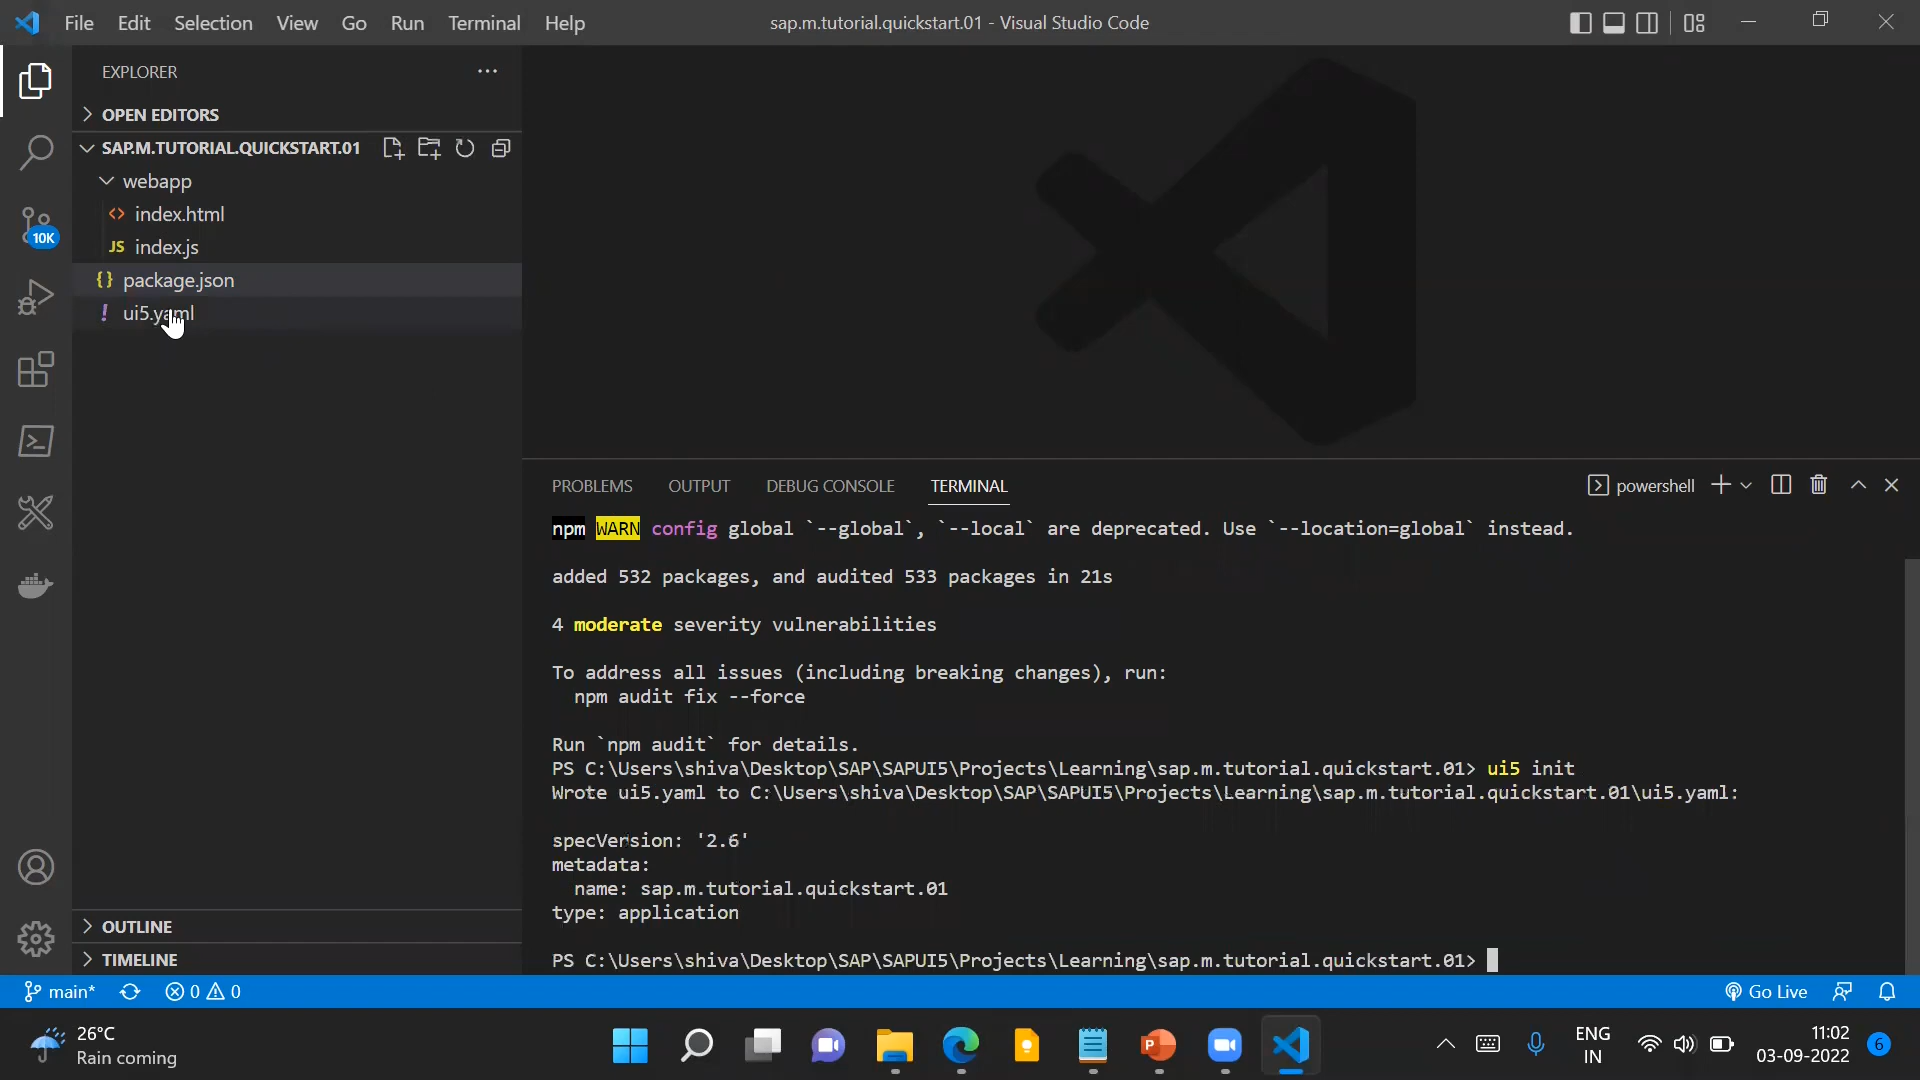 File Edit Selection View Go Run Terminal Help
sap.m.tutorial.quickstart.01 - Visual Studio Code
EXPLORER
OPEN EDITORS
SAP.M.TUTORIAL.QUICKSTART.01
webapp
<> index.html
JS index.js
{} package.json
! ui5.yaml
10K
OUTLINE
TIMELINE
PROBLEMS OUTPUT DEBUG CONSOLE TERMINAL
powershell
npm WARN config global `--global`, `--local` are deprecated. Use `--location=global` instead.
added 532 packages, and audited 533 packages in 21s
4 moderate severity vulnerabilities
To address all issues (including breaking changes), run:
npm audit fix --force
Run `npm audit` for details.
PS C:\Users\shiva\Desktop\SAP\SAPUI5\Projects\Learning\sap.m.tutorial.quickstart.01> ui5 init
Wrote ui5.yaml to C:\Users\shiva\Desktop\SAP\SAPUI5\Projects\Learning\sap.m.tutorial.quickstart.01\ui5.yaml:
specVersion: '2.6'
metadata:
name: sap.m.tutorial.quickstart.01
type: application
PS C:\Users\shiva\Desktop\SAP\SAPUI5\Projects\Learning\sap.m.tutorial.quickstart.01>
main* 0 0
Go Live
26°C
Rain coming
ENG
IN
11:02
03-09-2022
6